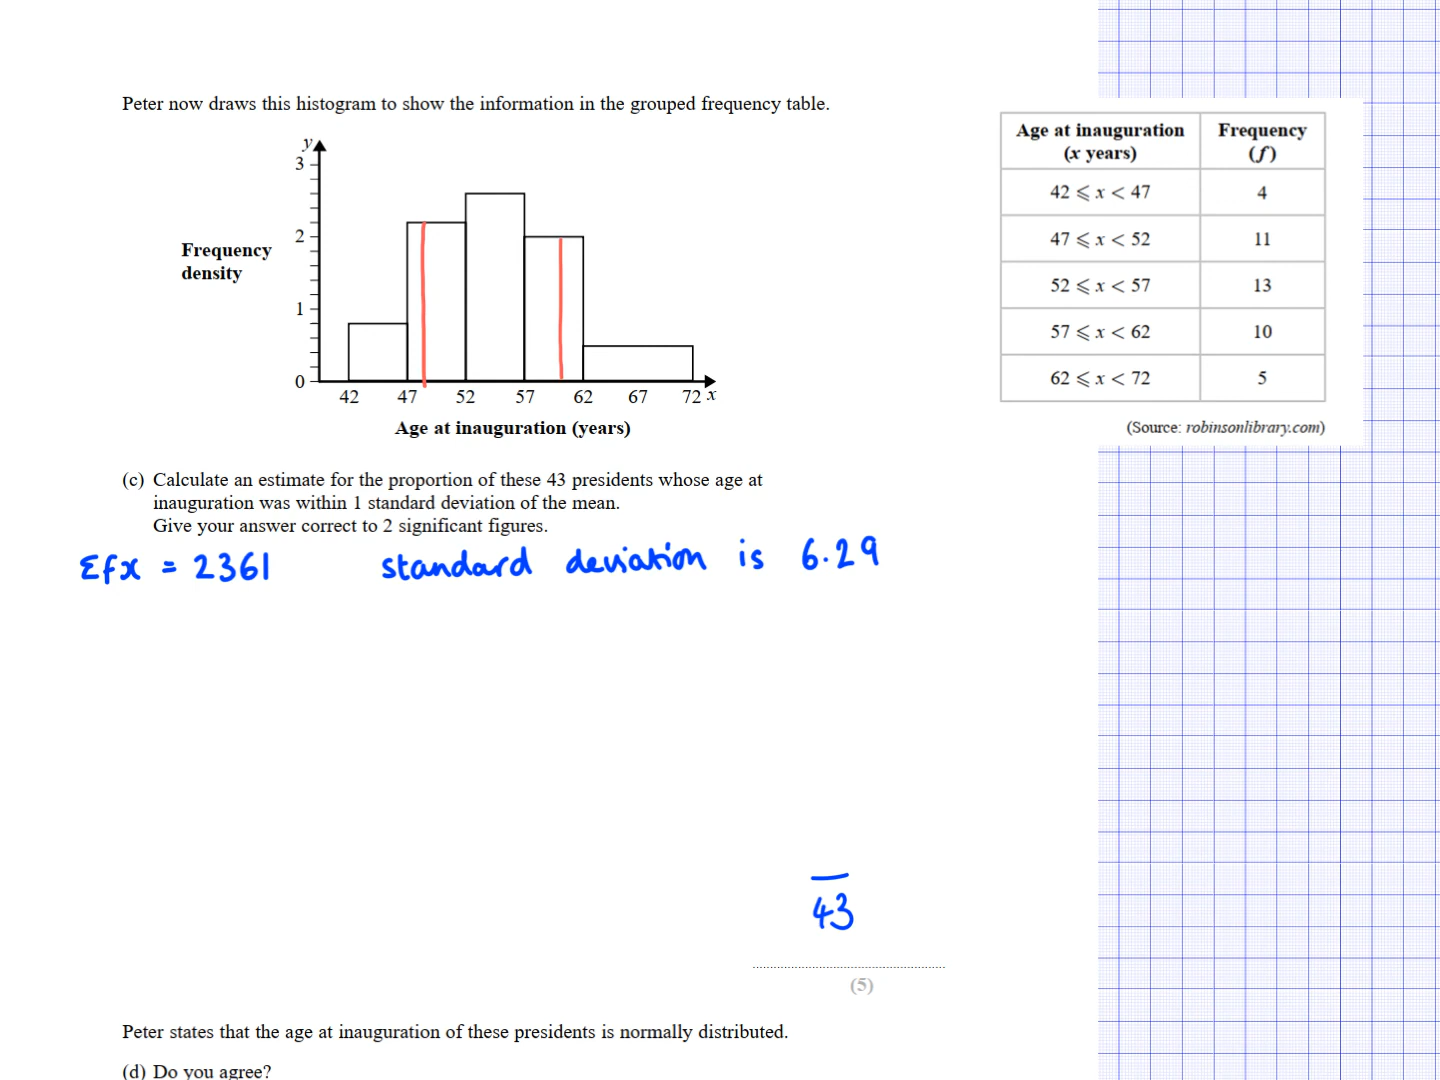 Peter now draws this histogram to show the information in the grouped frequency table.
y
3
2
1
0
Frequency
density
42 47 52 57 62 67 72 x
Age at inauguration (years)
Age at inauguration (x years) Frequency (f)
42 ⩽ x < 47 4
47 ⩽ x < 52 11
52 ⩽ x < 57 13
57 ⩽ x < 62 10
62 ⩽ x < 72 5
(Source: robinsonlibrary.com)
(c) Calculate an estimate for the proportion of these 43 presidents whose age at
inauguration was within 1 standard deviation of the mean.
Give your answer correct to 2 significant figures.
Σfx = 2361 standard deviation is 6.29
43
(5)
Peter states that the age at inauguration of these presidents is normally distributed.
(d) Do you agree?